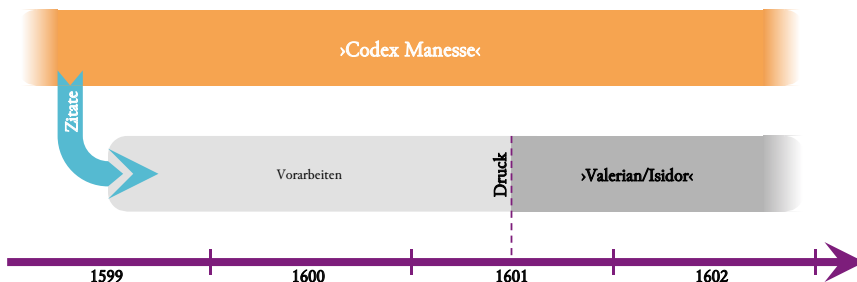 ›Codex Manesse‹
Zitate
Vorarbeiten
Druck
›Valerian/Isidor‹
1599
1600
1601
1602